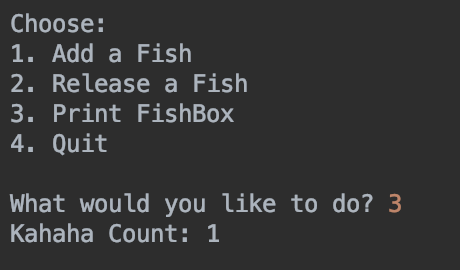 Choose:
1. Add a Fish
2. Release a Fish
3. Print FishBox
4. Quit
What would you like to do? 3
Kahaha Count: 1